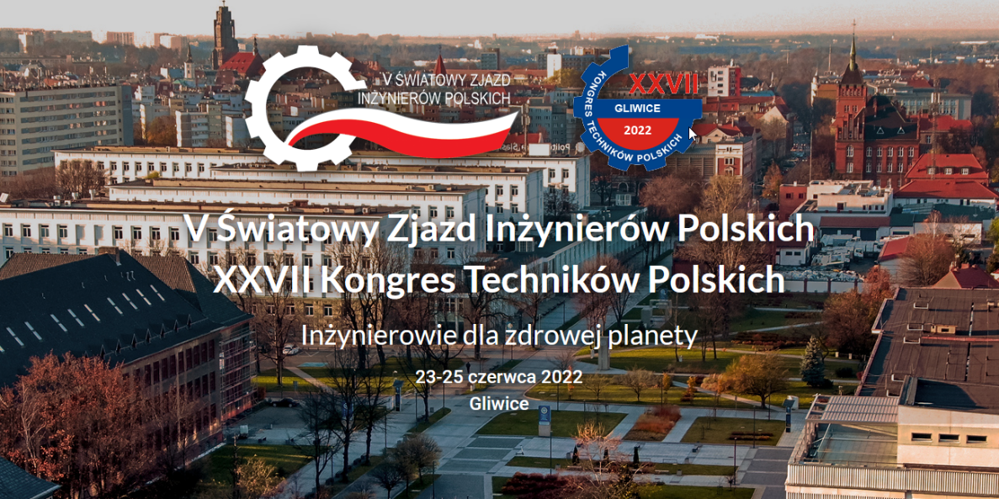 V ŚWIATOWY ZJAZD
INŻYNIERÓW POLSKICH
XXVII
GLIWICE
2022
KONGRES TECHNIKÓW POLSKICH
V Światowy Zjazd Inżynierów Polskich
XXVII Kongres Techników Polskich
Inżynierowie dla zdrowej planety
23-25 czerwca 2022
Gliwice